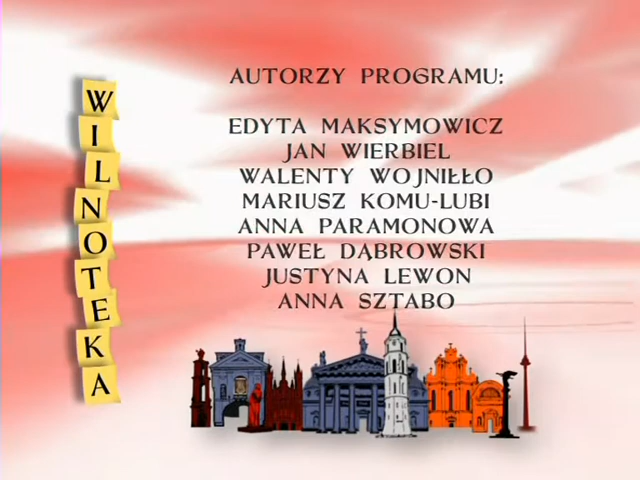 WILNOTEKA
AUTORZY PROGRAMU:
EDYTA MAKSYMOWICZ
JAN WIERBIEL
WALENTY WOJNIŁŁO
MARIUSZ KOMU-LUBI
ANNA PARAMONOWA
PAWEŁ DĄBROWSKI
JUSTYNA LEWON
ANNA SZTABO